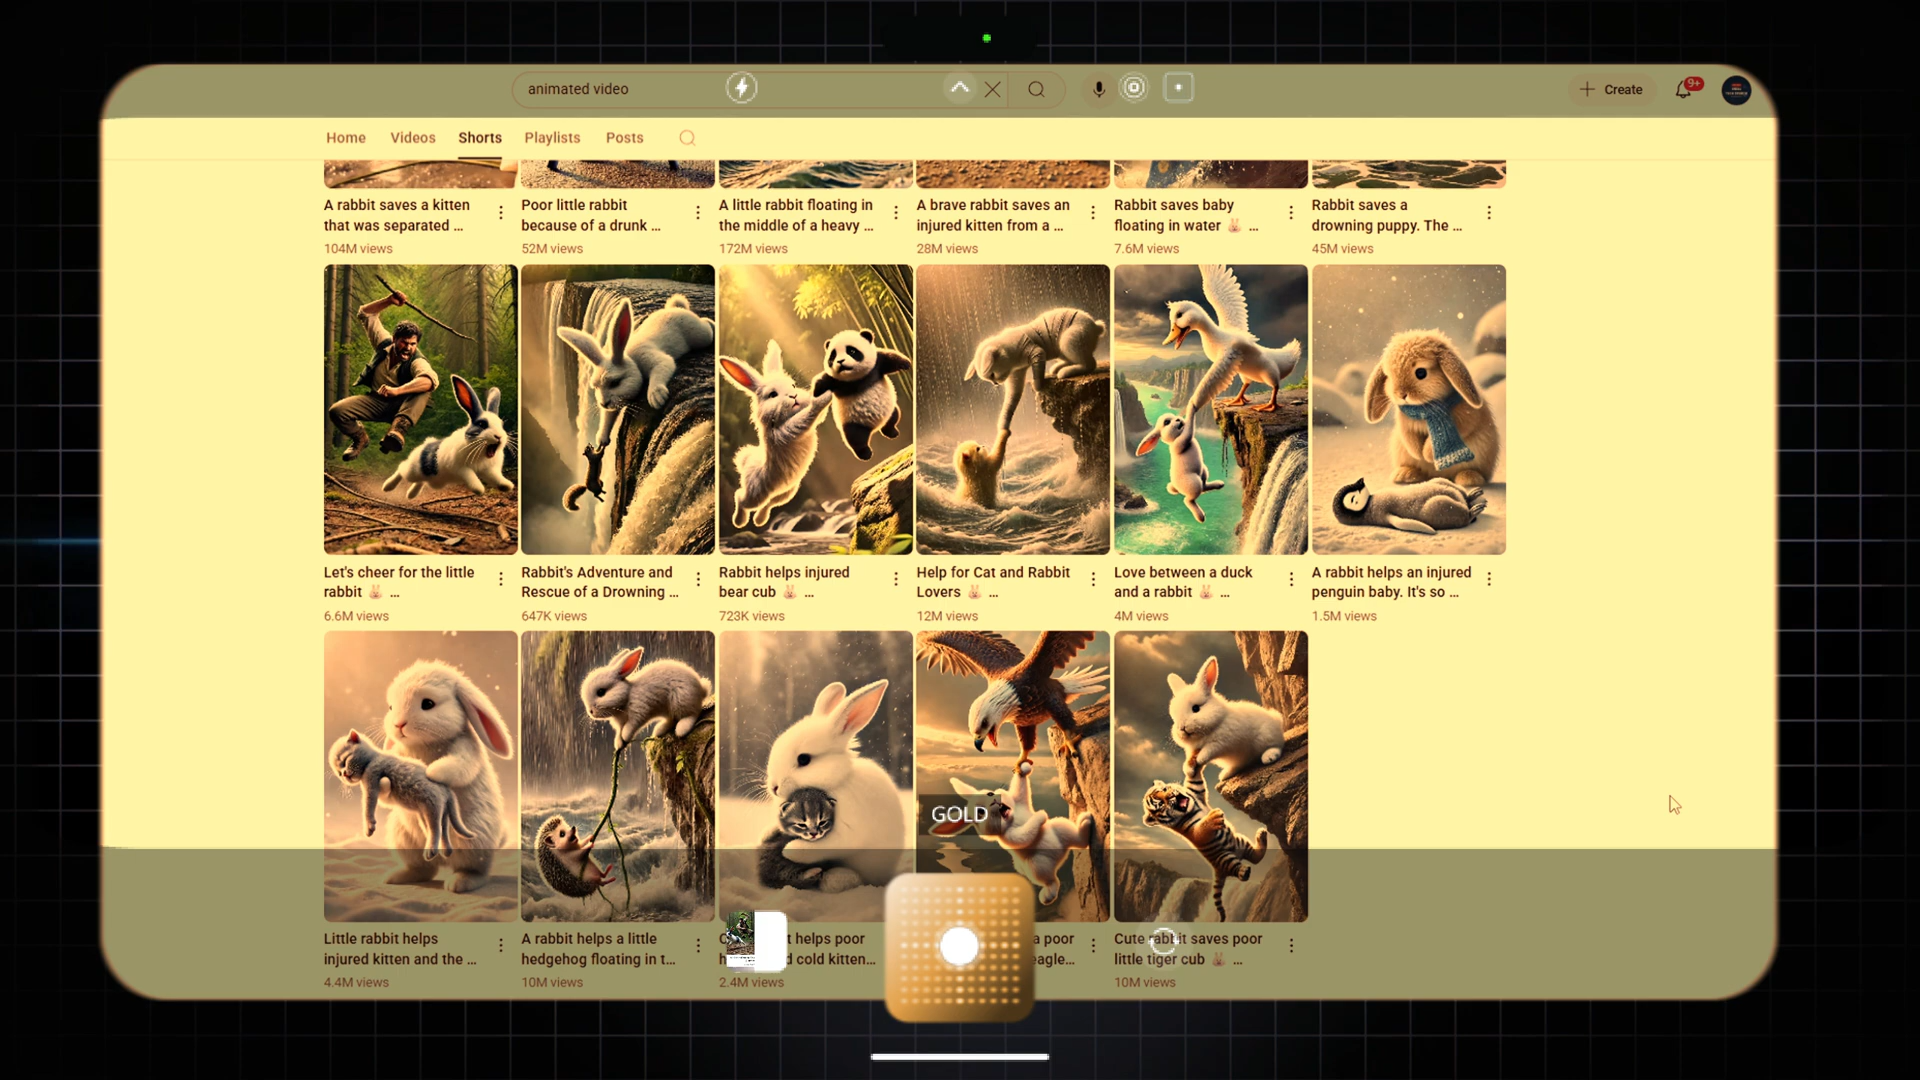 animated video
Create
9+
Home
Videos
Shorts
Playlists
Posts
A rabbit saves a kitten
that was separated ...
104M views
Poor little rabbit
because of a drunk ...
52M views
A little rabbit floating in
the middle of a heavy ...
172M views
A brave rabbit saves an
injured kitten from a ...
28M views
Rabbit saves baby
floating in water 🐰 ...
7.6M views
Rabbit saves a
drowning puppy. The ...
45M views
Let's cheer for the little
rabbit 🐰 ...
6.6M views
Rabbit's Adventure and
Rescue of a Drowning ...
647K views
Rabbit helps injured
bear cub 🐰 ...
723K views
Help for Cat and Rabbit
Lovers 🐰 ...
12M views
Love between a duck
and a rabbit 🐰 ...
4M views
A rabbit helps an injured
penguin baby. It's so ...
1.5M views
GOLD
Little rabbit helps
injured kitten and the ...
4.4M views
A rabbit helps a little
hedgehog floating in t...
10M views
helps poor
cold kitten...
2.4M views
a poor
eagle...
Cute rabbit saves poor
little tiger cub 🐰 ...
10M views